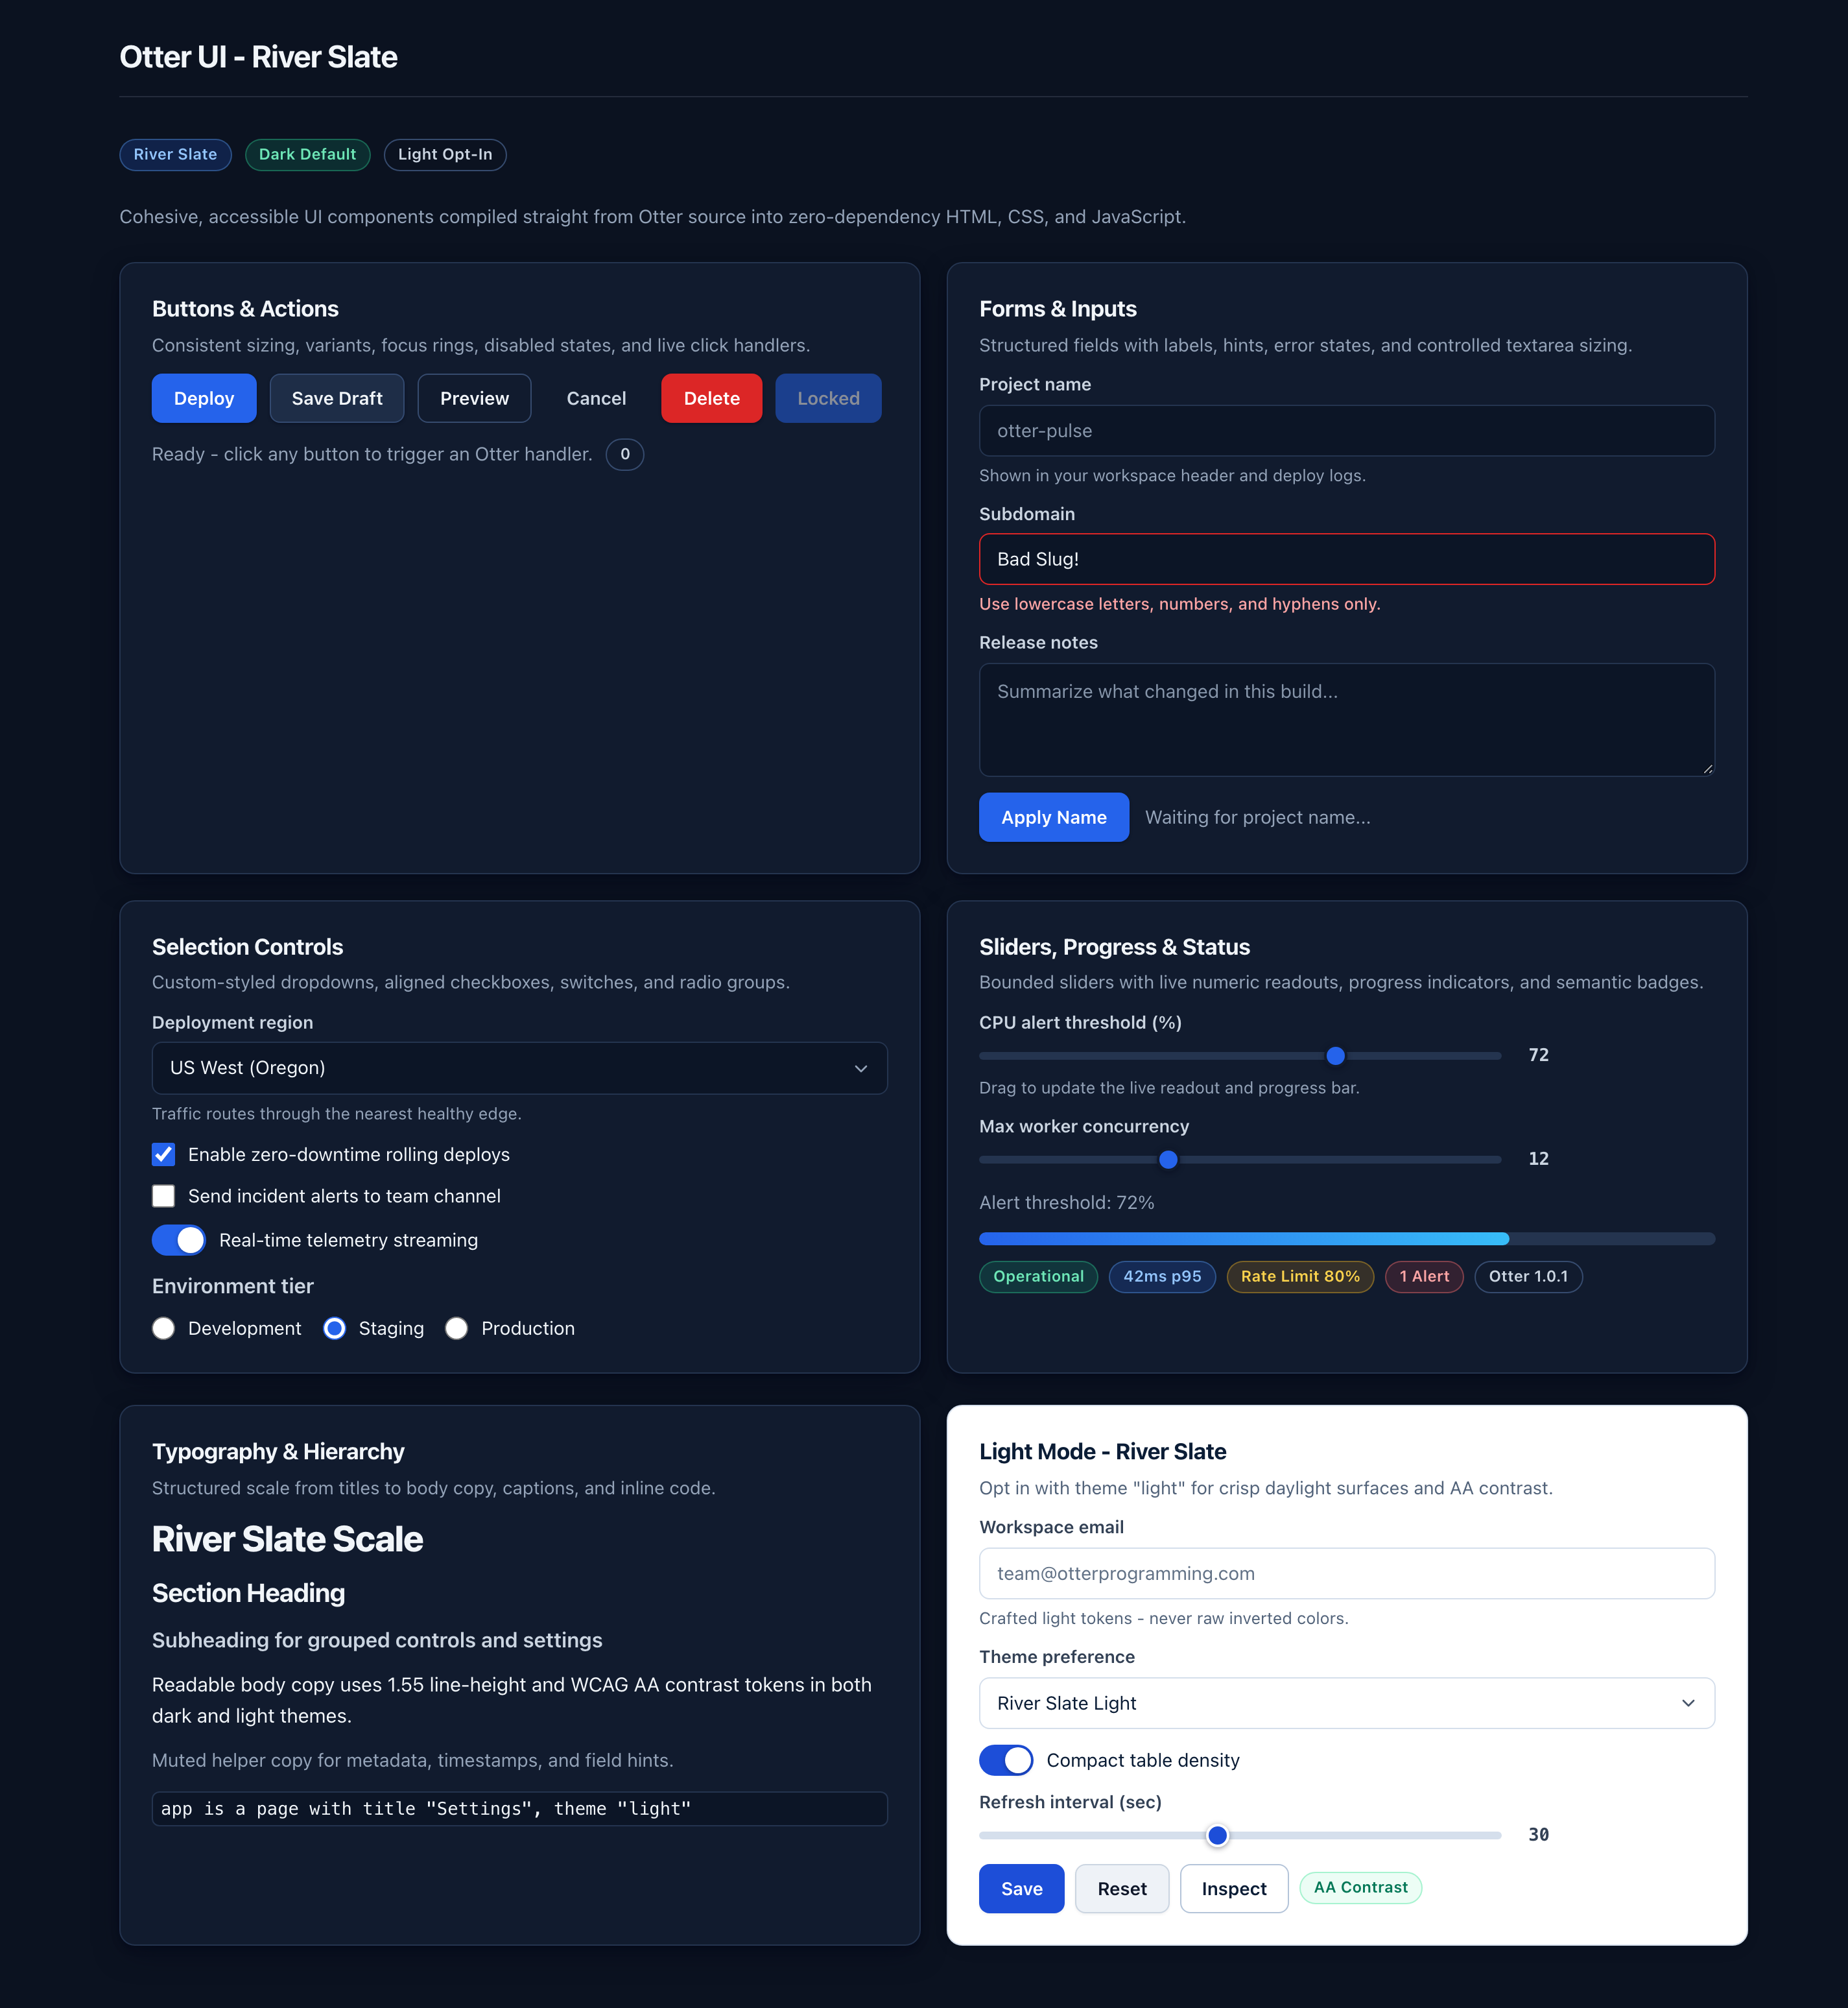 Otter UI - River Slate
River Slate
Dark Default
Light Opt-In
Cohesive, accessible UI components compiled straight from Otter source into zero-dependency HTML, CSS, and JavaScript.
Buttons & Actions
Consistent sizing, variants, focus rings, disabled states, and live click handlers.
Deploy
Save Draft
Preview
Cancel
Delete
Locked
Ready - click any button to trigger an Otter handler.
0
Forms & Inputs
Structured fields with labels, hints, error states, and controlled textarea sizing.
Project name
otter-pulse
Shown in your workspace header and deploy logs.
Subdomain
Bad Slug!
Use lowercase letters, numbers, and hyphens only.
Release notes
Summarize what changed in this build...
Apply Name
Waiting for project name...
Selection Controls
Custom-styled dropdowns, aligned checkboxes, switches, and radio groups.
Deployment region
US West (Oregon)
Traffic routes through the nearest healthy edge.
Enable zero-downtime rolling deploys
Send incident alerts to team channel
Real-time telemetry streaming
Environment tier
Development
Staging
Production
Sliders, Progress & Status
Bounded sliders with live numeric readouts, progress indicators, and semantic badges.
CPU alert threshold (%)
72
Drag to update the live readout and progress bar.
Max worker concurrency
12
Alert threshold: 72%
Operational
42ms p95
Rate Limit 80%
1 Alert
Otter 1.0.1
Typography & Hierarchy
Structured scale from titles to body copy, captions, and inline code.
River Slate Scale
Section Heading
Subheading for grouped controls and settings
Readable body copy uses 1.55 line-height and WCAG AA contrast tokens in both
dark and light themes.
Muted helper copy for metadata, timestamps, and field hints.
app is a page with title "Settings", theme "light"
Light Mode - River Slate
Opt in with theme "light" for crisp daylight surfaces and AA contrast.
Workspace email
team@otterprogramming.com
Crafted light tokens - never raw inverted colors.
Theme preference
River Slate Light
Compact table density
Refresh interval (sec)
30
Save
Reset
Inspect
AA Contrast